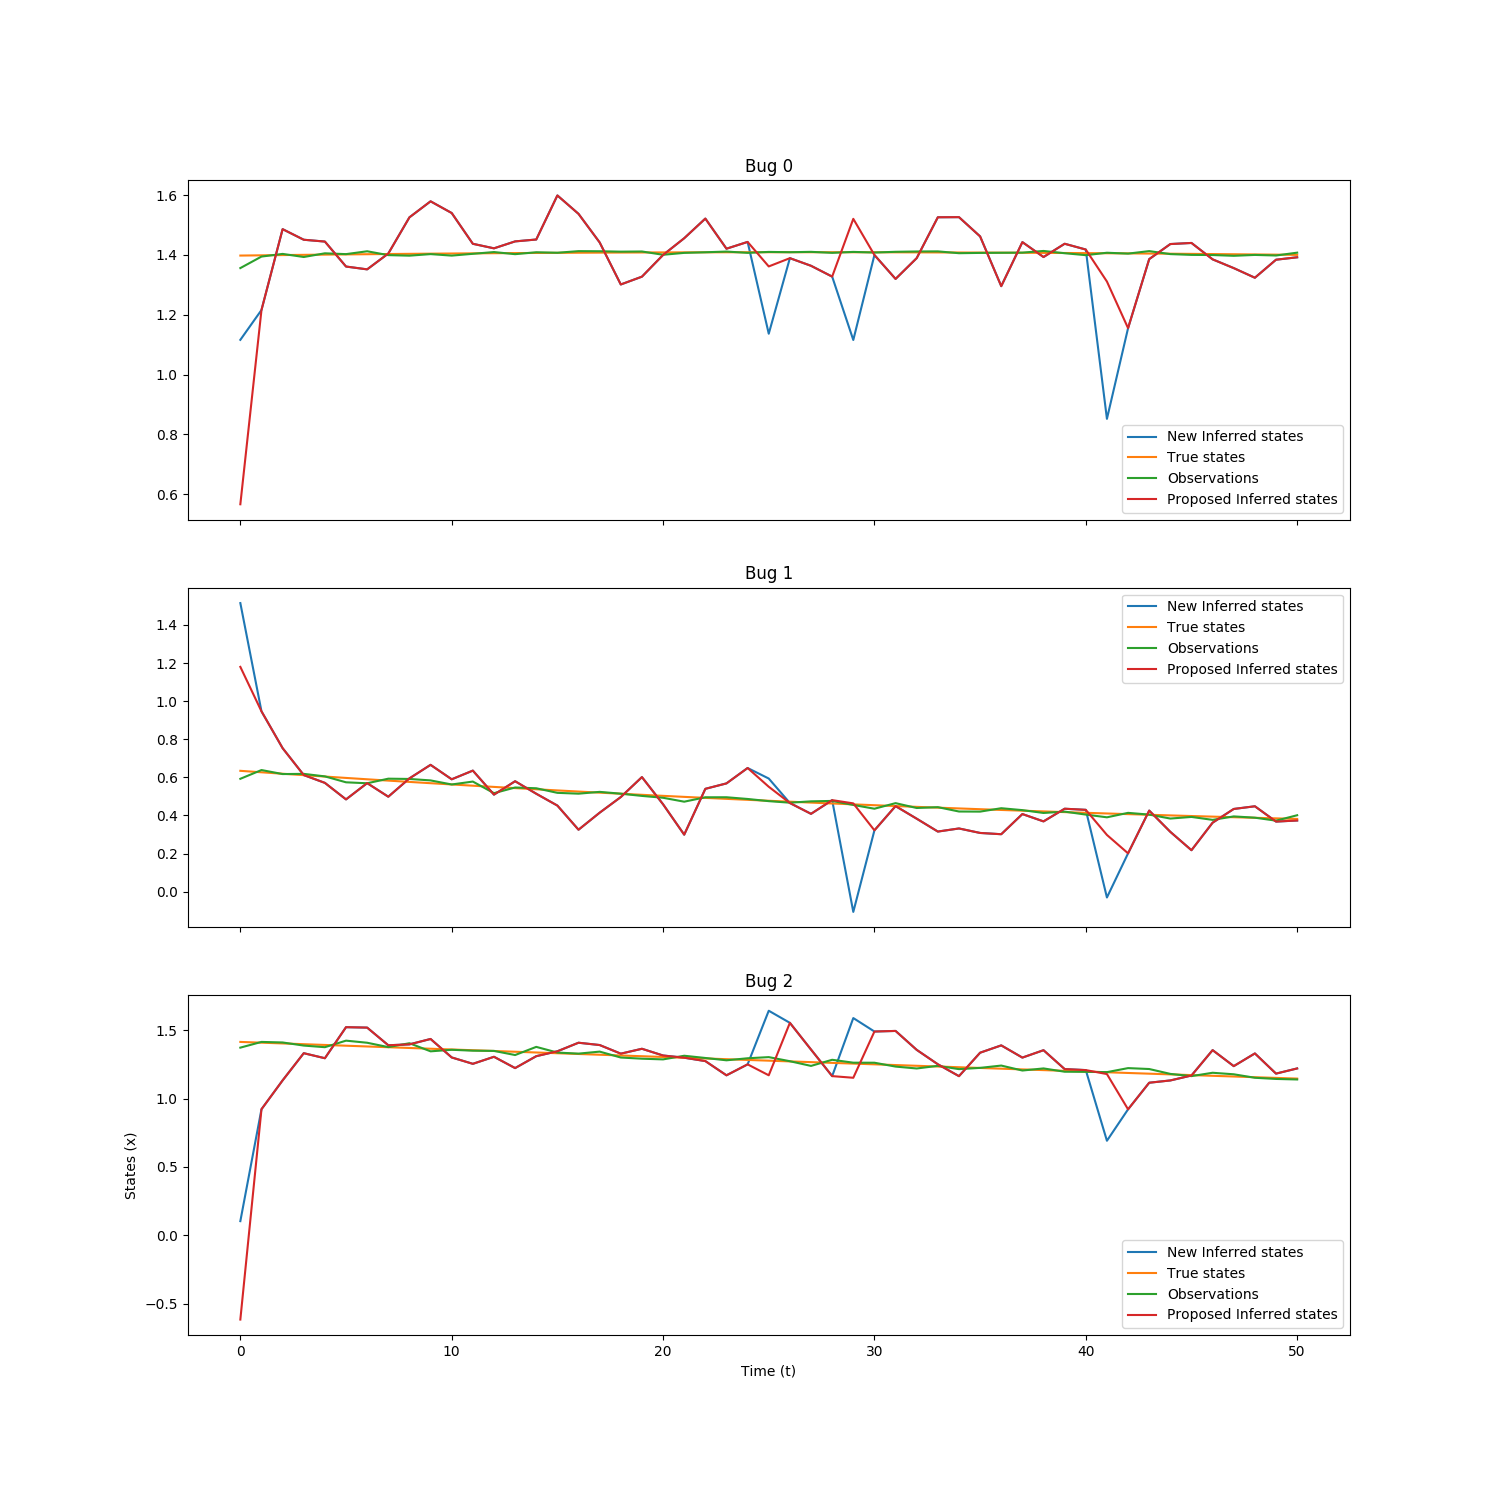 Bug 0
1.6
1.4
1.2
1.0
0.8
0.6
New Inferred states
True states
Observations
Proposed Inferred states
Bug 1
1.4
1.2
1.0
0.8
0.6
0.4
0.2
0.0
New Inferred states
True states
Observations
Proposed Inferred states
Bug 2
States (x)
1.5
1.0
0.5
0.0
−0.5
New Inferred states
True states
Observations
Proposed Inferred states
0 10 20 30 40 50
Time (t)